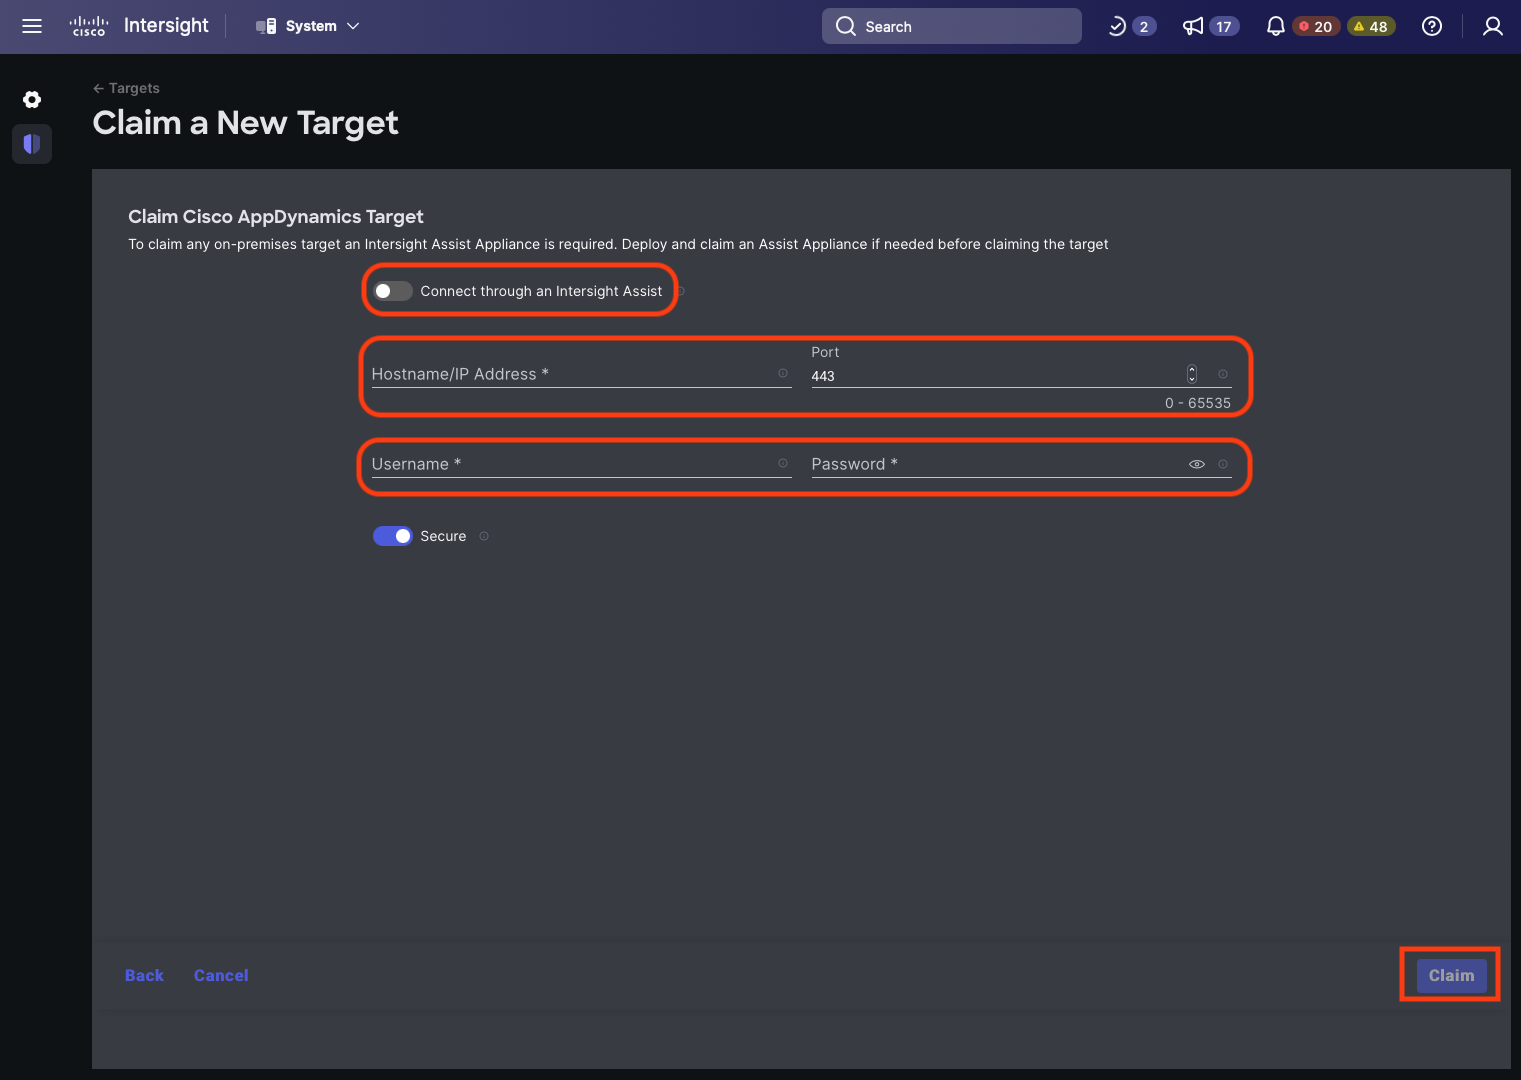 cisco Intersight System Search 2 17 20 48
← Targets
Claim a New Target
Claim Cisco AppDynamics Target
To claim any on-premises target an Intersight Assist Appliance is required. Deploy and claim an Assist Appliance if needed before claiming the target
Connect through an Intersight Assist
Port
Hostname/IP Address *
443
0 - 65535
Username * Password *
Secure
Back Cancel Claim